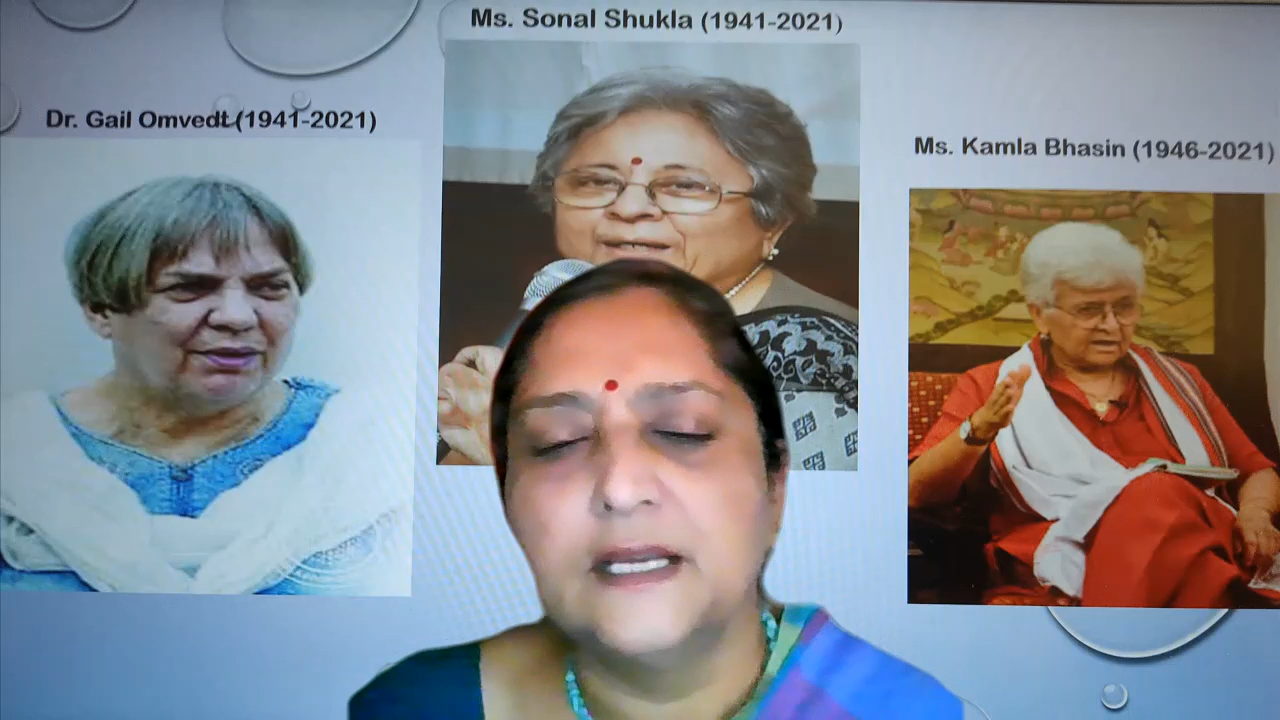 Ms. Sonal Shukla (1941-2021)
Dr. Gail Omvedt (1941-2021)
Ms. Kamla Bhasin (1946-2021)